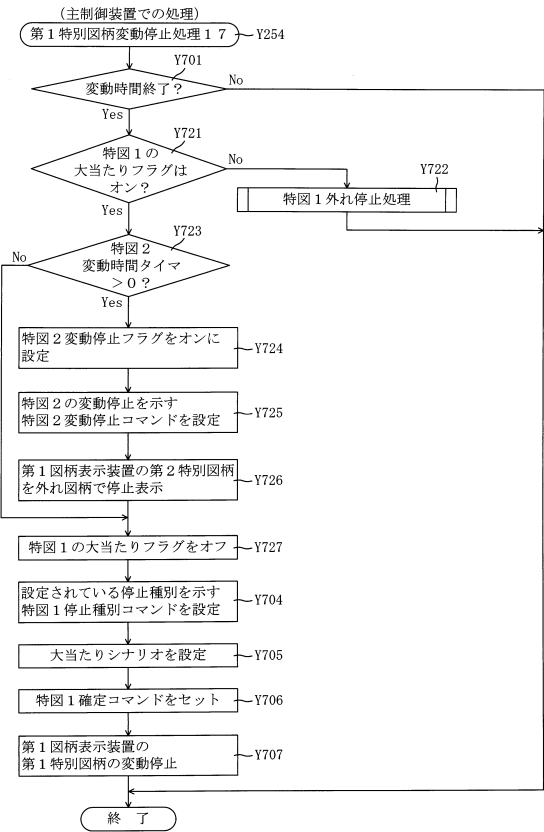 (主制御装置での処理)
第１特別図柄変動停止処理１７
Y254
Y701
変動時間終了？
No
Yes
Y721
特図１の
大当たりフラグは
オン？
No
Yes
Y722
特図１外れ停止処理
Y723
No
特図２
変動時間タイマ
＞０？
Yes
特図２変動停止フラグをオンに
設定
Y724
特図２の変動停止を示す
特図２変動停止コマンドを設定
Y725
第１図柄表示装置の第２特別図柄
を外れ図柄で停止表示
Y726
特図１の大当たりフラグをオフ
Y727
設定されている停止種別を示す
特図１停止種別コマンドを設定
Y704
大当たりシナリオを設定
Y705
特図１確定コマンドをセット
Y706
第１図柄表示装置の
第１特別図柄の変動停止
Y707
終 了